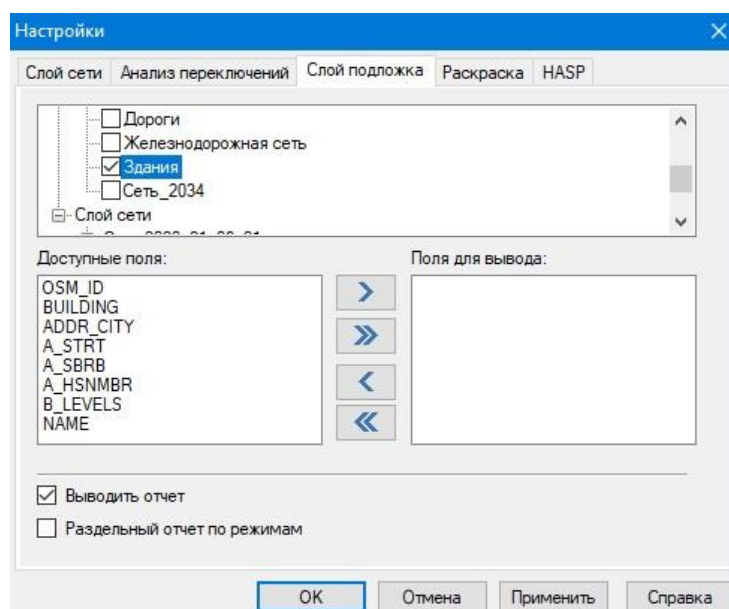 Настройки
Слой сети Анализ переключений Слой подложка Раскраска HASP
Дороги
Железнодорожная сеть
Здания
Сеть_2034
Слой сети
Доступные поля: Поля для вывода:
OSM_ID
BUILDING
ADDR_CITY
A_STRT
A_SBRB
A_HSNMBR
B_LEVELS
NAME
Выводить отчет
Раздельный отчет по режимам
OK Отмена Применить Справка